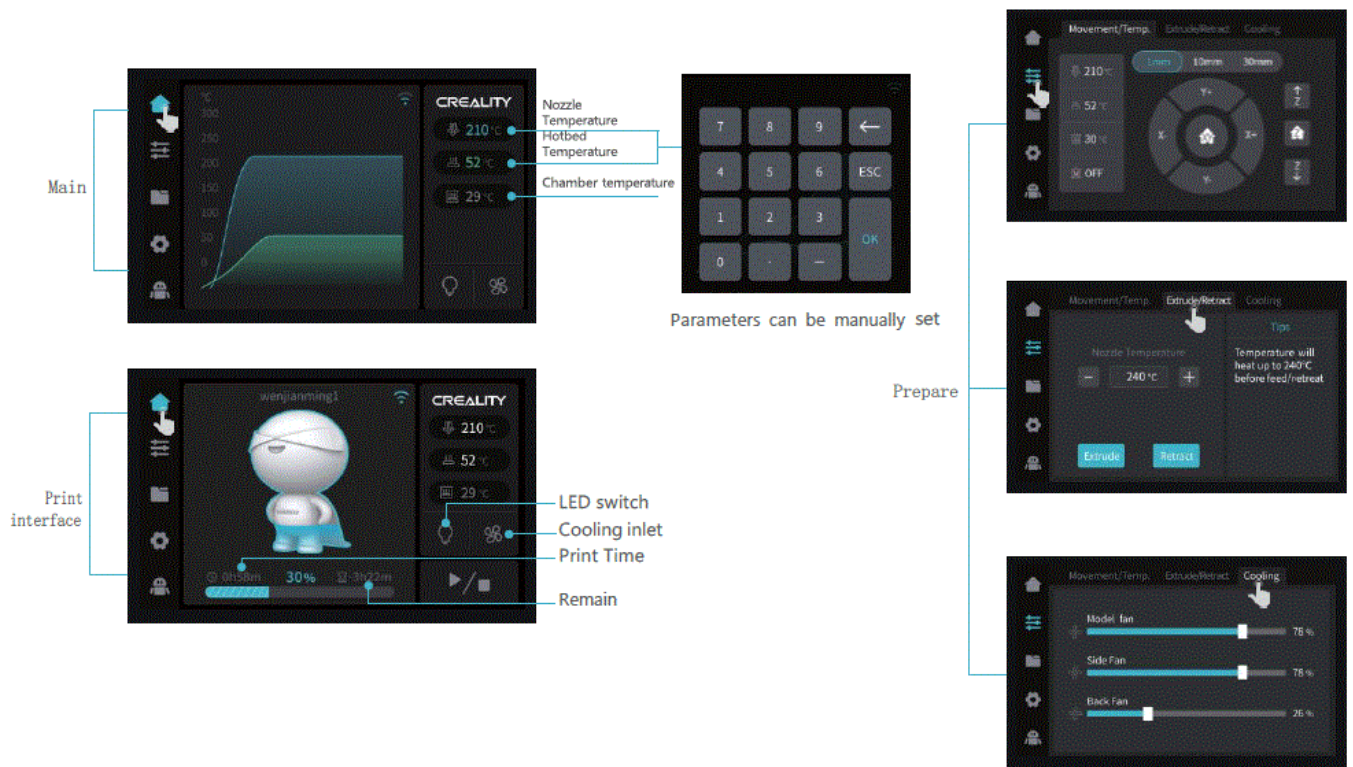 Main
°C
300
250
200
150
100
50
0
CREALITY
210°C
52°C
29°C
Nozzle
Temperature
Hotbed
Temperature
Chamber temperature
7 8 9
4 5 6 ESC
1 2 3
OK
0 . —
Parameters can be manually set
Print
interface
wenjianming1
0h58m 30% -3h22m
CREALITY
210°C
52°C
29°C
LED switch
Cooling inlet
Print Time
Remain
Prepare
Movement/Temp. Extrude/Retract Cooling
1mm 10mm 30mm
210°C
52°C
30°C
OFF
Y+
X- X+
Y-
Z
Z
Z
Movement/Temp. Extrude/Retract Cooling
Nozzle Temperature
— 240°C +
Extrude Retract
Tips
Temperature will
heat up to 240°C
before feed/retreat
Movement/Temp. Extrude/Retract Cooling
Model fan
78%
Side Fan
78%
Back Fan
26%